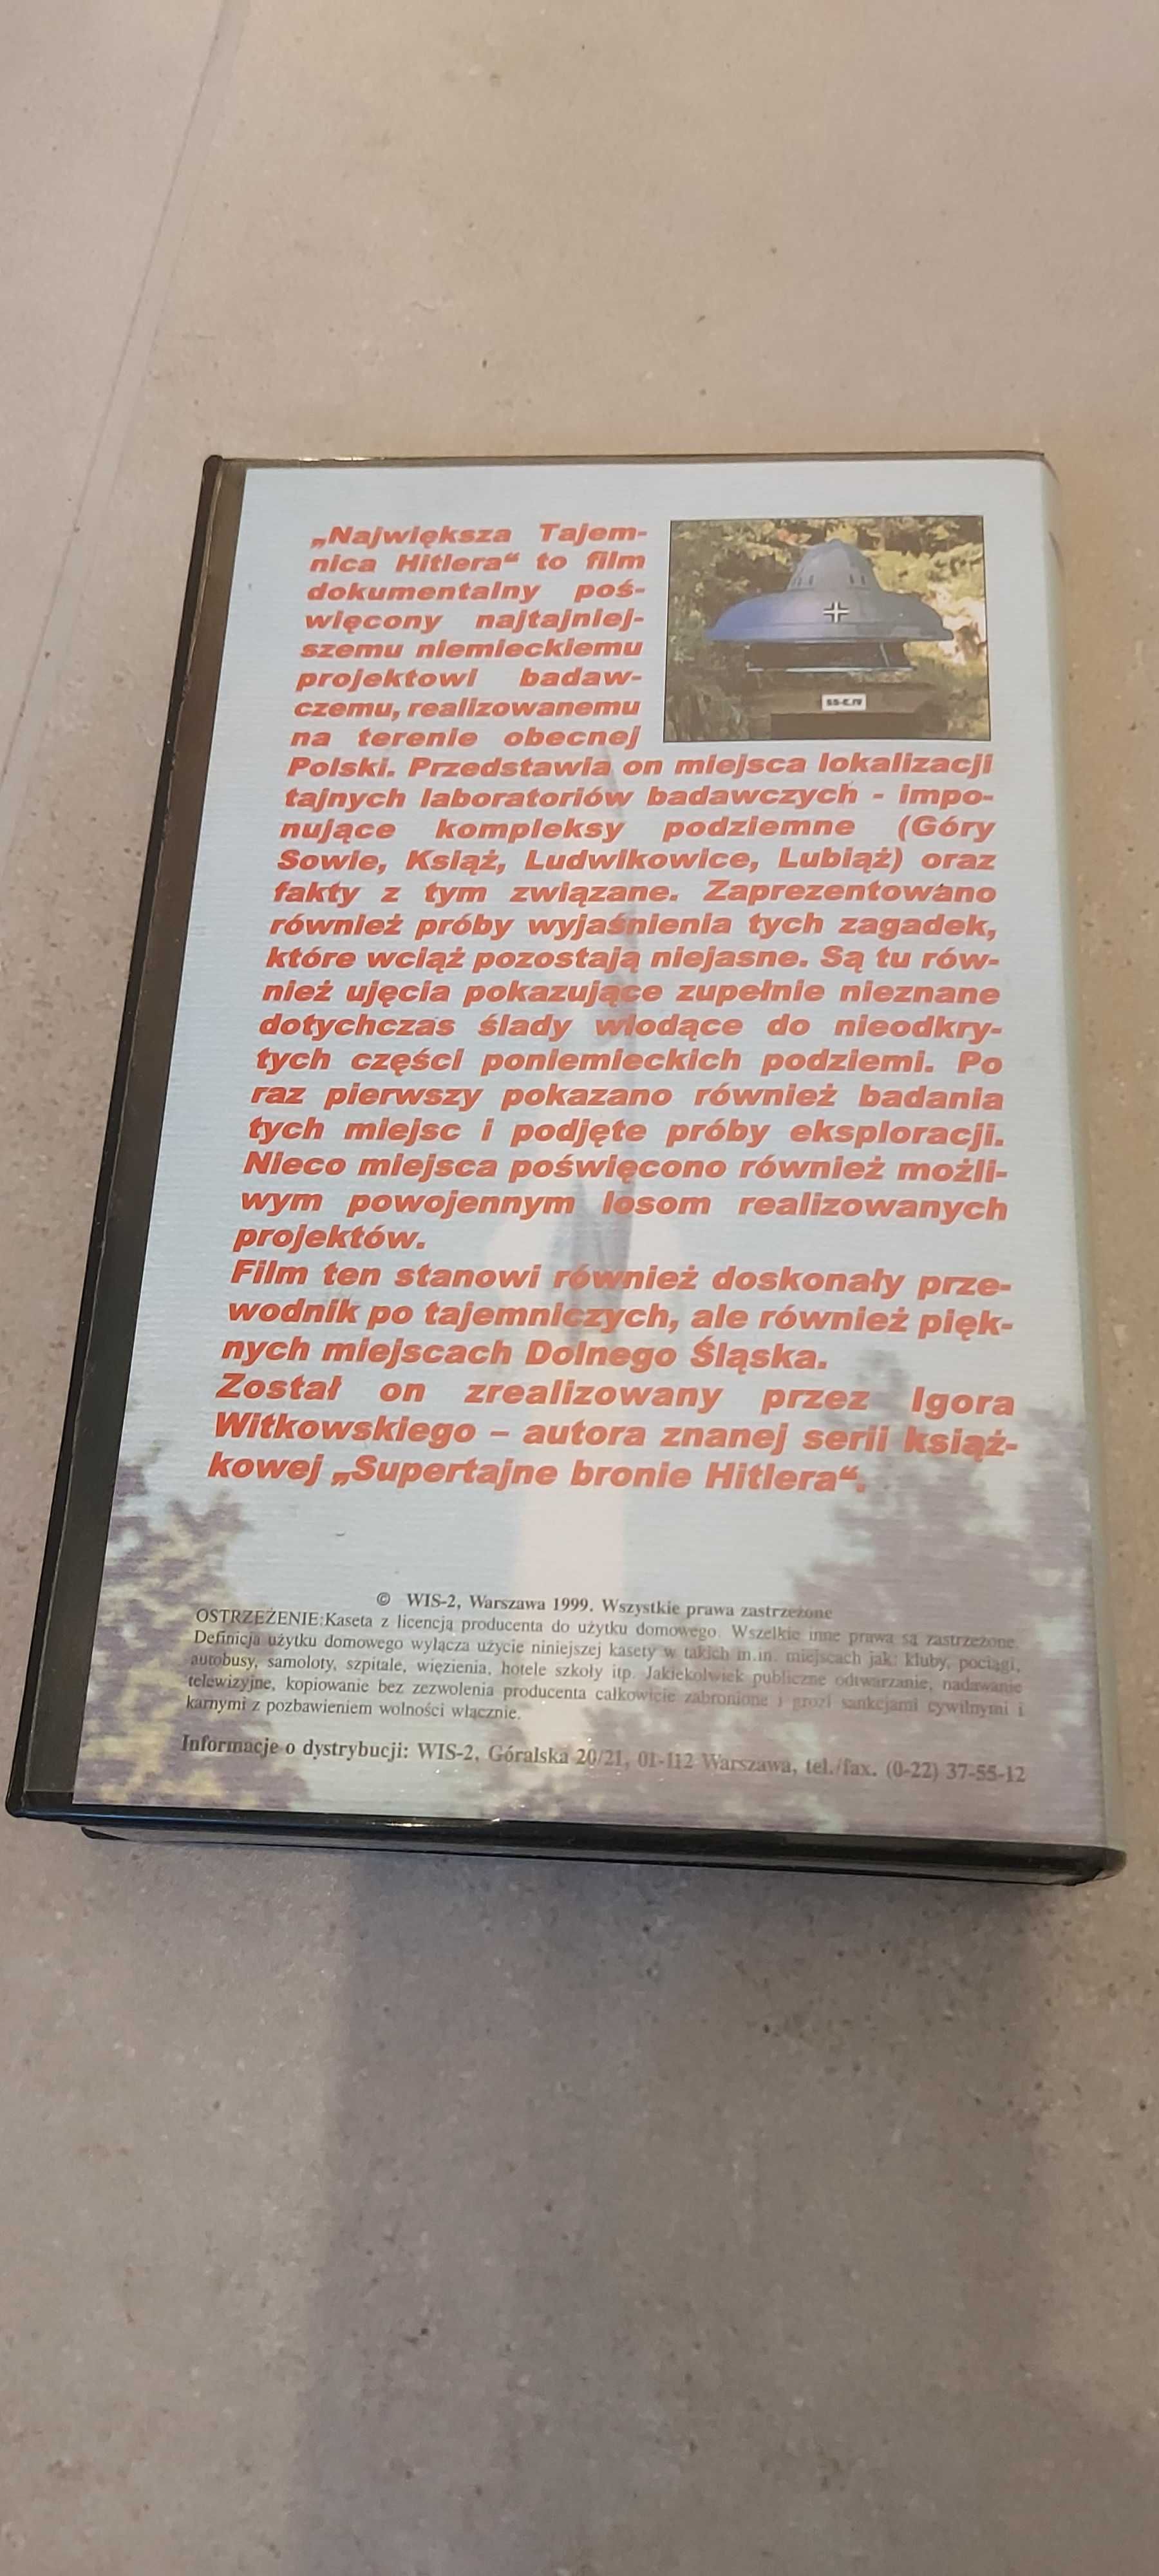 „Największa Tajem-
nica Hitlera“ to film
dokumentalny poś-
więcony najtajniej-
szemu niemieckiemu
projektowi badaw-
czemu, realizowanemu
na terenie obecnej
SS-E.IV
Polski. Przedstawia on miejsca lokalizacji
tajnych laboratoriów badawczych - impo-
nujące kompleksy podziemne (Góry
Sowie, Książ, Ludwikowice, Lubiąż) oraz
fakty z tym związane. Zaprezentowano
również próby wyjaśnienia tych zagadek,
które wciąż pozostają niejasne. Są tu rów-
nież ujęcia pokazujące zupełnie nieznane
dotychczas ślady wiodące do nieodkry-
tych części poniemieckich podziemi. Po
raz pierwszy pokazano również badania
tych miejsc i podjęte próby eksploracji.
Nieco miejsca poświęcono również możli-
wym powojennym losom realizowanych
projektów.
Film ten stanowi również doskonały prze-
wodnik po tajemniczych, ale również pięk-
nych miejscach Dolnego Śląska.
Został on zrealizowany przez Igora
Witkowskiego – autora znanej serii książ-
kowej „Supertajne bronie Hitlera“.
© WIS-2, Warszawa 1999. Wszystkie prawa zastrzeżone
OSTRZEŻENIE:Kaseta z licencją producenta do użytku domowego. Wszelkie inne prawa są zastrzeżone.
Definicja użytku domowego wyłącza użycie niniejszej kasety w takich m.in. miejscach jak: kluby, pociągi,
autobusy, samoloty, szpitale, więzienia, hotele szkoły itp. Jakiekolwiek publiczne odtwarzanie, nadawanie
telewizyjne, kopiowanie bez zezwolenia producenta całkowicie zabronione i grozi sankcjami cywilnymi i
karnymi z pozbawieniem wolności włącznie.
Informacje o dystrybucji: WIS-2, Góralska 20/21, 01-112 Warszawa, tel./fax. (0-22) 37-55-12